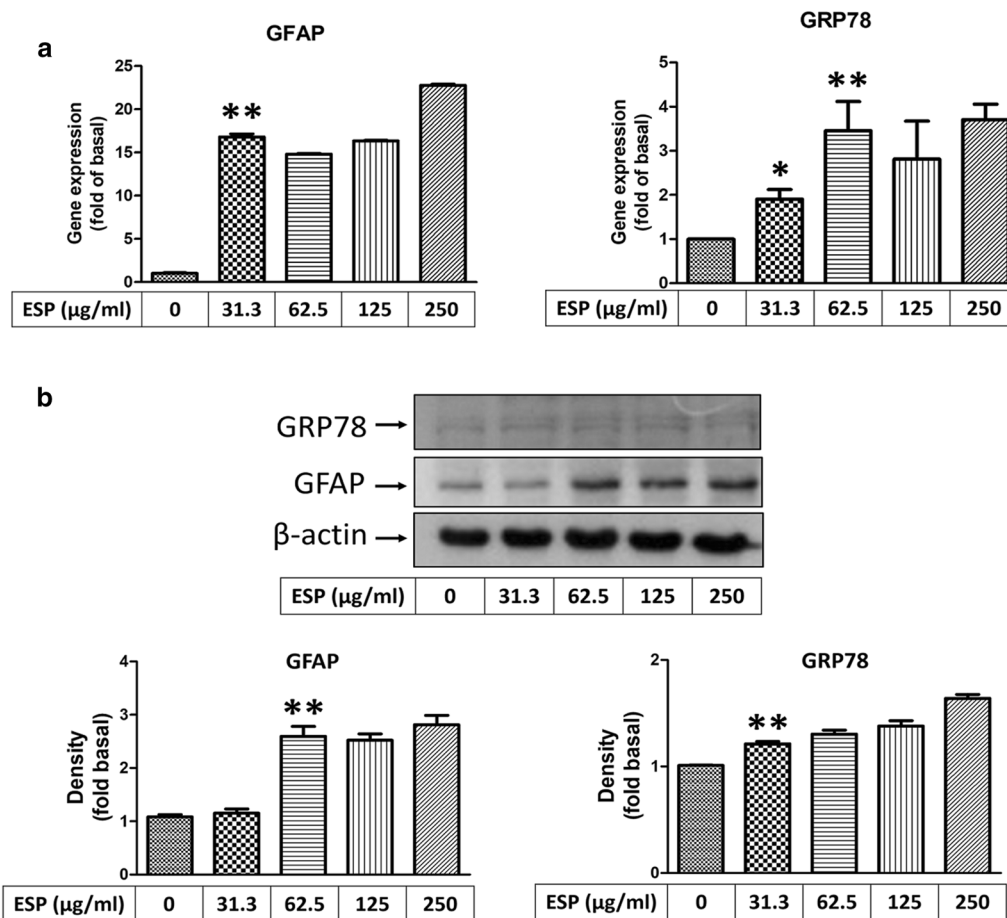 a
GFAP
Gene expression
(fold of basal)
25
20
15
10
5
0
**
ESP (µg/ml) 0 31.3 62.5 125 250
GRP78
Gene expression
(fold of basal)
5
4
3
2
1
0
*
**
ESP (µg/ml) 0 31.3 62.5 125 250
b
GRP78
GFAP
β-actin
ESP (µg/ml) 0 31.3 62.5 125 250
GFAP
Density
(fold basal)
4
3
2
1
0
**
ESP (µg/ml) 0 31.3 62.5 125 250
GRP78
Density
(fold basal)
2
1
0
**
ESP (µg/ml) 0 31.3 62.5 125 250